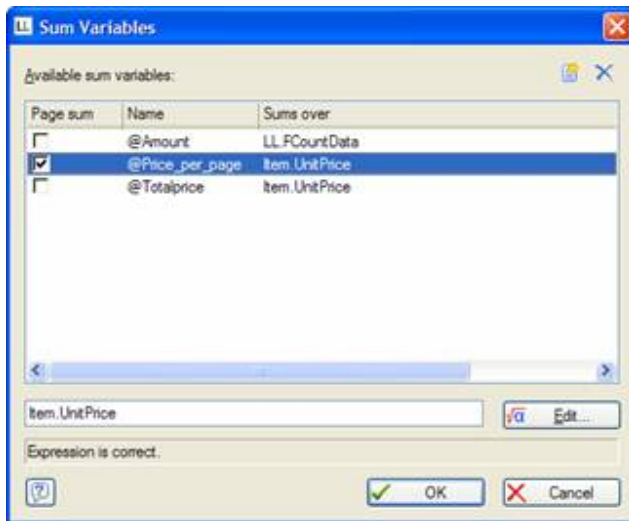 LL Sum Variables
Available sum variables:
Page sum Name Sums over
@Amount LL.FCountData
@Price_per_page Item.UnitPrice
@Totalprice Item.UnitPrice
Item.UnitPrice
√α Edit...
Expression is correct.
? OK Cancel